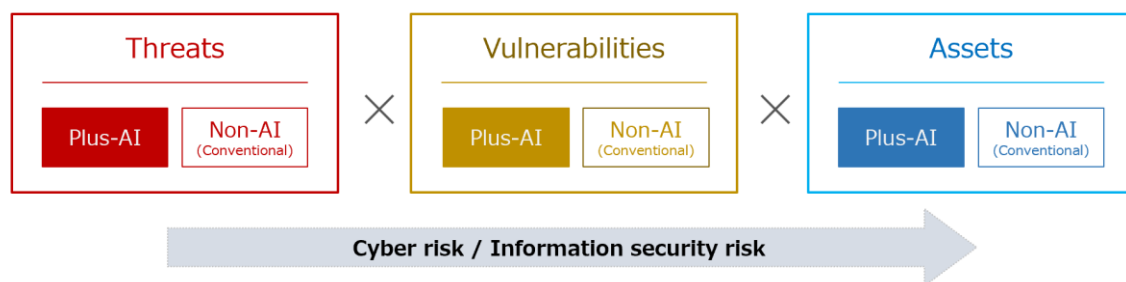 Threats
Plus-AI
Non-AI
(Conventional)
×
Vulnerabilities
Plus-AI
Non-AI
(Conventional)
×
Assets
Plus-AI
Non-AI
(Conventional)
Cyber risk / Information security risk